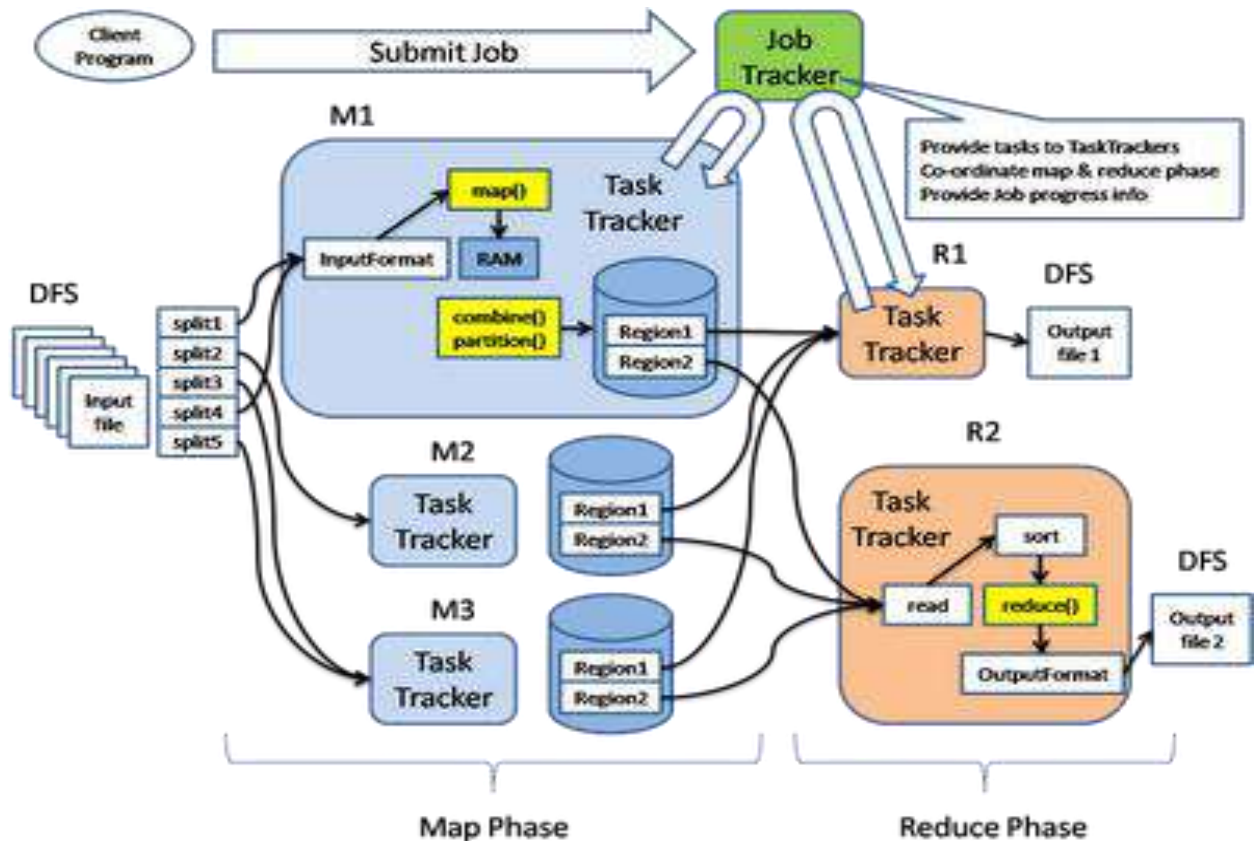 Client
Program
Submit Job
Job
Tracker
Provide tasks to TaskTrackers
Co-ordinate map & reduce phase
Provide Job progress info
M1
Task
Tracker
map()
InputFormat
RAM
combine()
partition()
Region1
Region2
DFS
Input
file
split1
split2
split3
split4
split5
M2
Task
Tracker
Region1
Region2
M3
Task
Tracker
Region1
Region2
R1
Task
Tracker
DFS
Output
file 1
R2
Task
Tracker
sort
read
reduce()
OutputFormat
DFS
Output
file 2
Map Phase
Reduce Phase